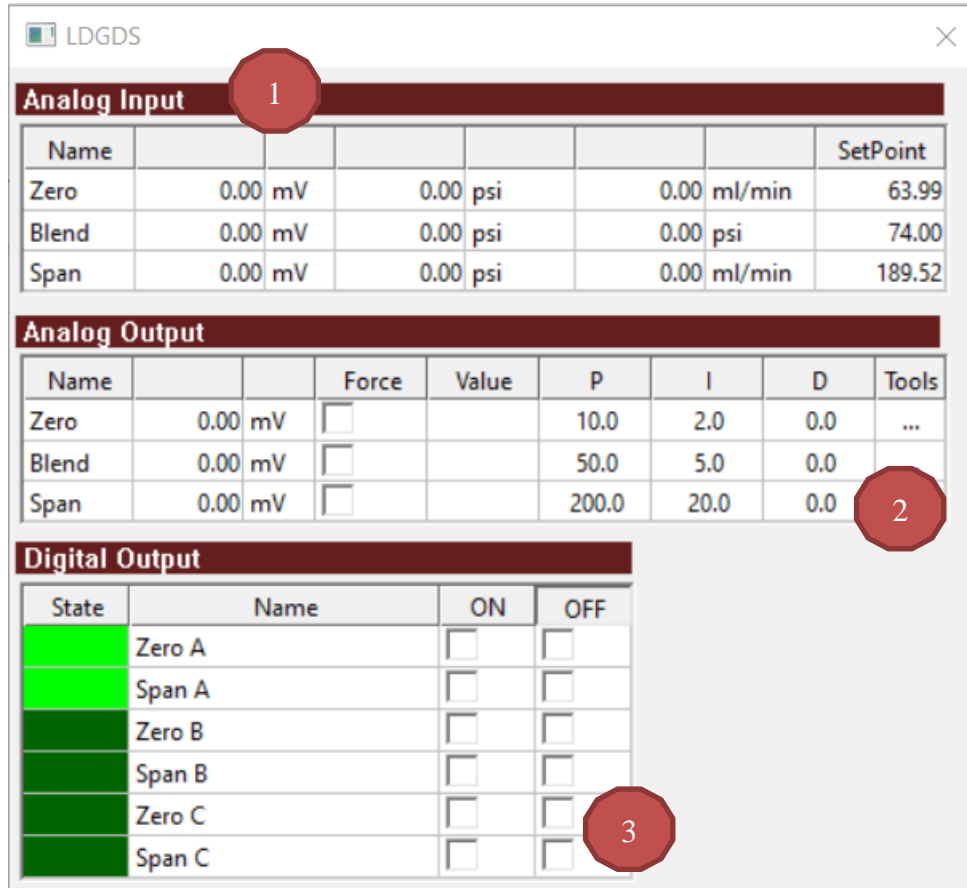 LDGDS
Analog Input 1
Name SetPoint
Zero 0.00 mV 0.00 psi 0.00 ml/min 63.99
Blend 0.00 mV 0.00 psi 0.00 psi 74.00
Span 0.00 mV 0.00 psi 0.00 ml/min 189.52
Analog Output
Name Force Value P I D Tools
Zero 0.00 mV 10.0 2.0 0.0 ...
Blend 0.00 mV 50.0 5.0 0.0
Span 0.00 mV 200.0 20.0 0.0 2
Digital Output
State Name ON OFF
Zero A
Span A
Zero B
Span B
Zero C 3
Span C